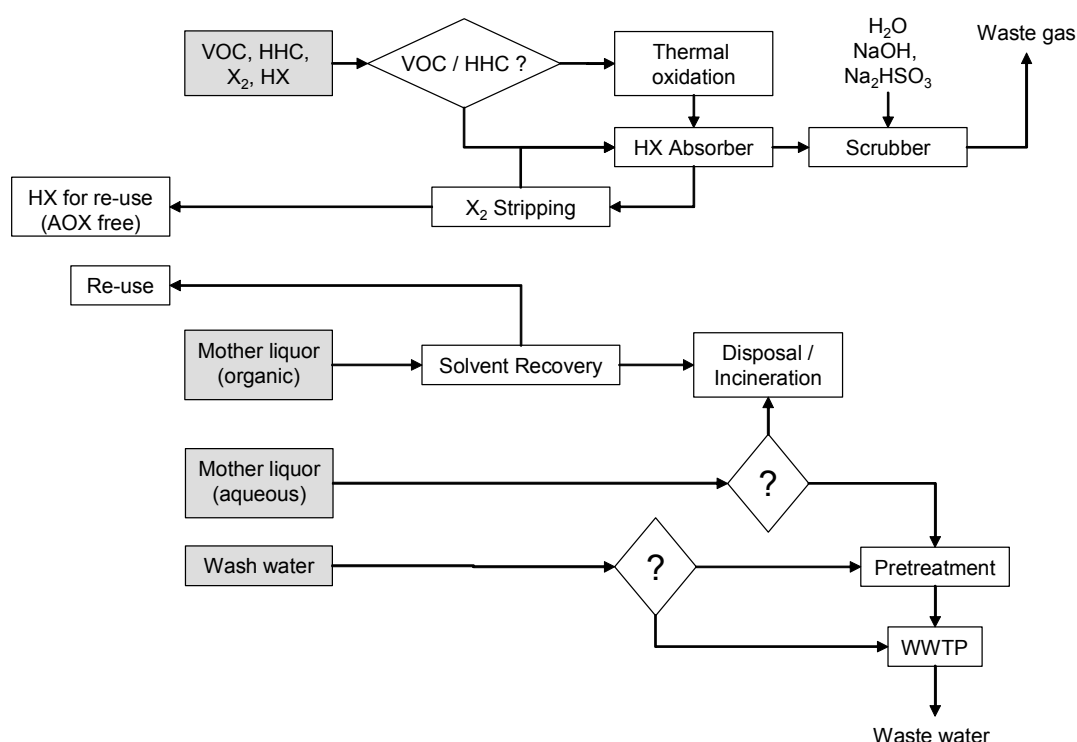 VOC, HHC,
X₂, HX
VOC / HHC ?
Thermal
oxidation
H₂O
NaOH,
Na₂HSO₃
Waste gas
HX Absorber
Scrubber
HX for re-use
(AOX free)
X₂ Stripping
Re-use
Mother liquor
(organic)
Solvent Recovery
Disposal /
Incineration
Mother liquor
(aqueous)
?
Wash water
?
Pretreatment
WWTP
Waste water